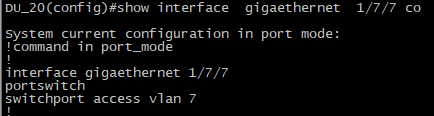 DU_20(config)#show interface  gigaethernet  1/7/7 co
System current configuration in port mode:
!command in port_mode
!
interface gigaethernet 1/7/7
portswitch
switchport access vlan 7
!